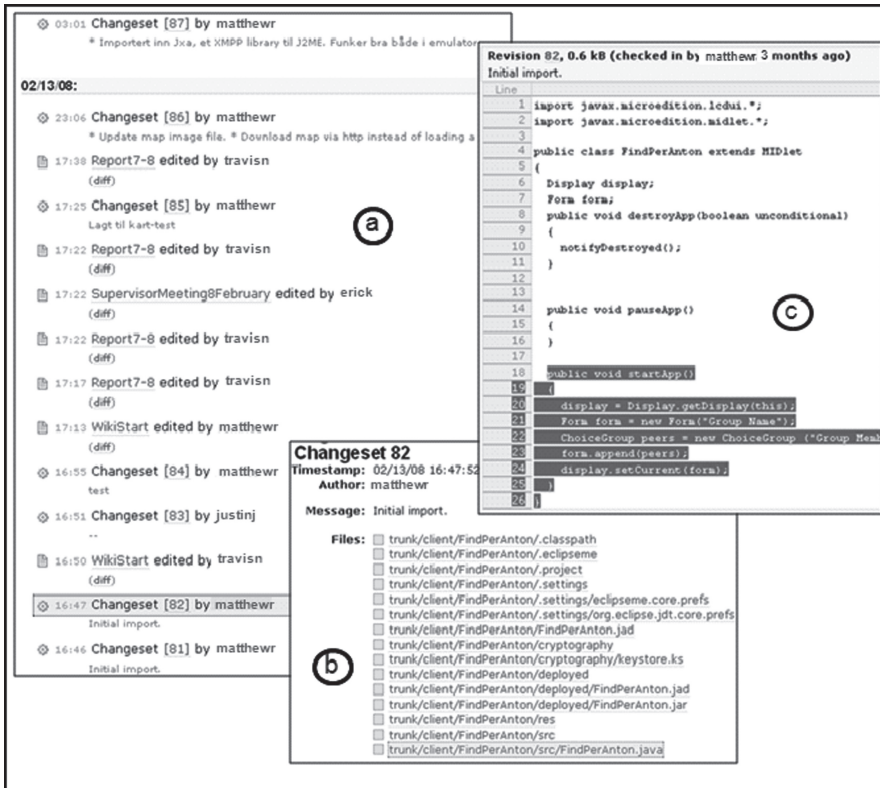 03:01 Changeset [87] by matthewr
* Importert inn Jxa, et XMPP library til J2ME. Funker bra både i emulator
02/13/08:
23:06 Changeset [86] by matthewr
* Update map image file. * Download map via http instead of loading a
17:38 Report7-8 edited by travisn
(diff)
17:25 Changeset [85] by matthewr
Lagt til kart-test
17:22 Report7-8 edited by travisn
(diff)
17:22 SupervisorMeeting8February edited by erick
(diff)
17:22 Report7-8 edited by travisn
(diff)
17:17 Report7-8 edited by travisn
(diff)
17:13 WikiStart edited by travisn
(diff)
16:55 Changeset [84] by matthewr
test
16:51 Changeset [83] by justinj
--
16:50 WikiStart edited by travisn
(diff)
16:47 Changeset [82] by matthewr
Initial import.
16:46 Changeset [81] by matthewr
Initial import.
a
Changeset 82
Timestamp: 02/13/08 16:47:52
Author: matthewr
Message: Initial import.
Files: trunk/client/FindPerAnton/.classpath
trunk/client/FindPerAnton/.eclipseme
trunk/client/FindPerAnton/.project
trunk/client/FindPerAnton/.settings
trunk/client/FindPerAnton/.settings/eclipseme.core.prefs
trunk/client/FindPerAnton/.settings/org.eclipse.jdt.core.prefs
trunk/client/FindPerAnton/FindPerAnton.jad
trunk/client/FindPerAnton/cryptography
trunk/client/FindPerAnton/cryptography/keystore.ks
trunk/client/FindPerAnton/deployed
trunk/client/FindPerAnton/deployed/FindPerAnton.jad
trunk/client/FindPerAnton/deployed/FindPerAnton.jar
trunk/client/FindPerAnton/res
trunk/client/FindPerAnton/src
trunk/client/FindPerAnton/src/FindPerAnton.java
b
Revision 82, 0.6 kB (checked in by matthewr 3 months ago)
Initial import.
Line
1 import javax.microedition.lcdui.*;
2 import javax.microedition.midlet.*;
3
4 public class FindPerAnton extends MIDlet
5 {
6 Display display;
7 Form form;
8 public void destroyApp(boolean unconditional)
9 {
10 notifyDestroyed();
11 }
12
13
14 public void pauseApp()
15 {
16 }
17
18 public void startApp()
19 {
20 display = Display.getDisplay(this);
21 Form form = new Form("Group Name");
22 ChoiceGroup peers = new ChoiceGroup ("Group Memb
23 form.append(peers);
24 display.setCurrent(form);
25 }
26 }
c